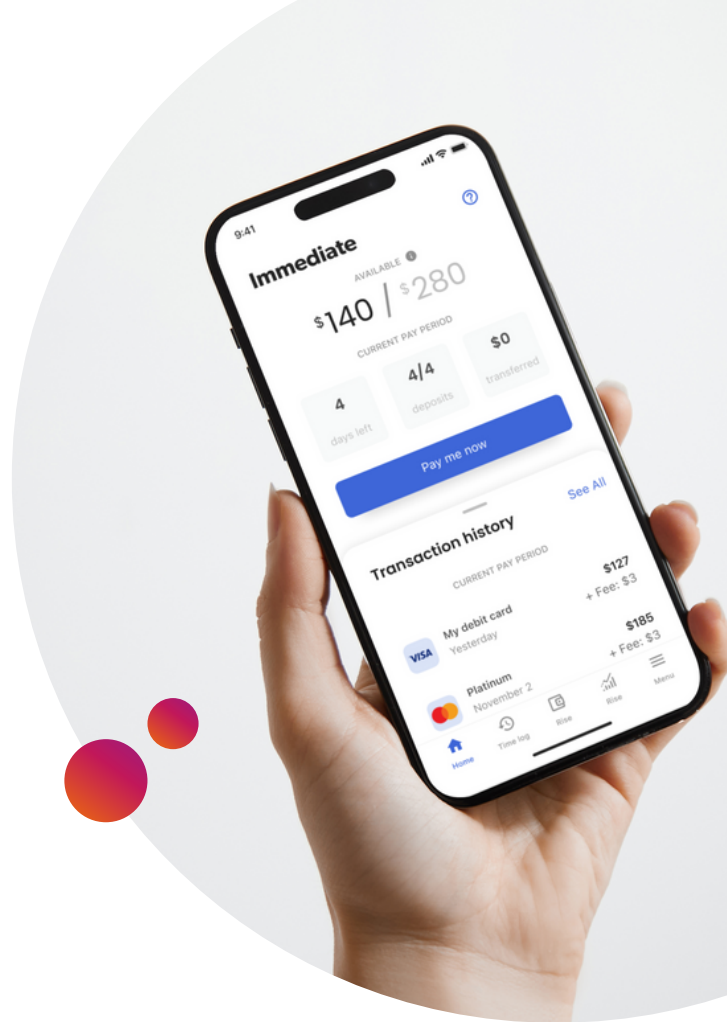 9:41
Immediate
AVAILABLE
$140 / $280
CURRENT PAY PERIOD
4 4/4 $0
days left deposits transferred
Pay me now
Transaction history See All
CURRENT PAY PERIOD
My debit card $127
VISA Yesterday + Fee: $3
Platinum $185
November 2 + Fee: $3
Home Time log Rise Rise Menu